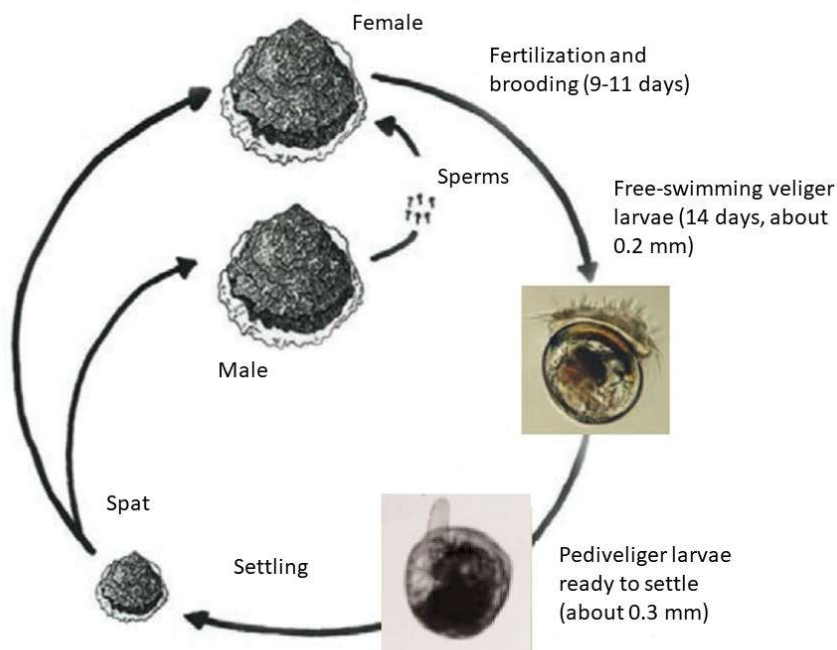 Female
Fertilization and
brooding (9-11 days)
Sperms
Free-swimming veliger
larvae (14 days, about
0.2 mm)
Male
Spat
Settling
Pediveliger larvae
ready to settle
(about 0.3 mm)